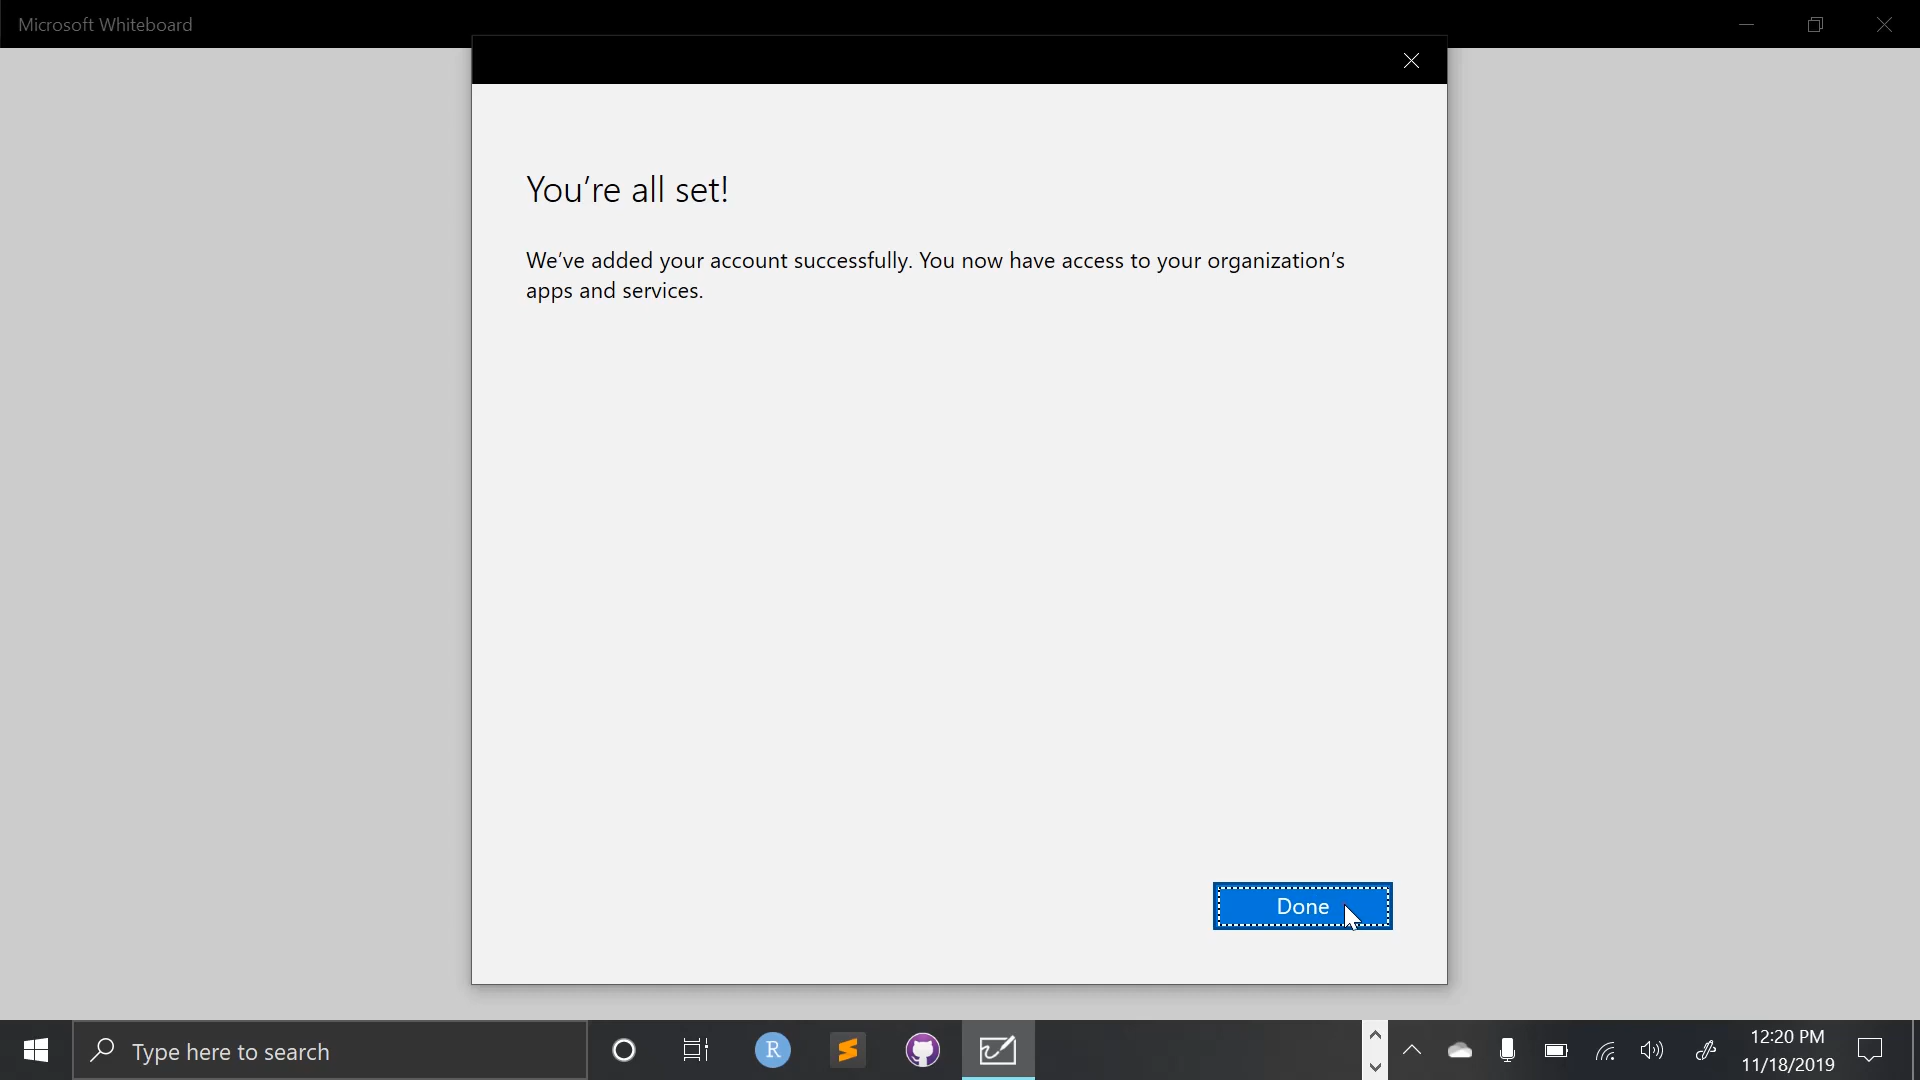 Microsoft Whiteboard
You're all set!
We've added your account successfully. You now have access to your organization's
apps and services.
Done
Type here to search
R
12:20 PM
11/18/2019